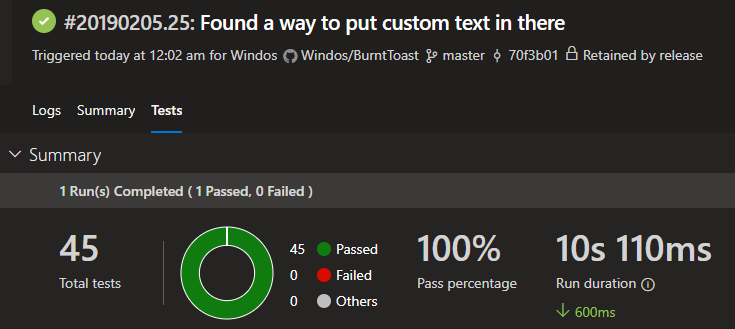 #20190205.25: Found a way to put custom text in there
Triggered today at 12:02 am for Windos Windos/BurntToast master 70f3b01 Retained by release
Logs Summary Tests
Summary
1 Run(s) Completed ( 1 Passed, 0 Failed )
45 100% 10s 110ms
Total tests Pass percentage Run duration
45 Passed
0 Failed
0 Others
600ms